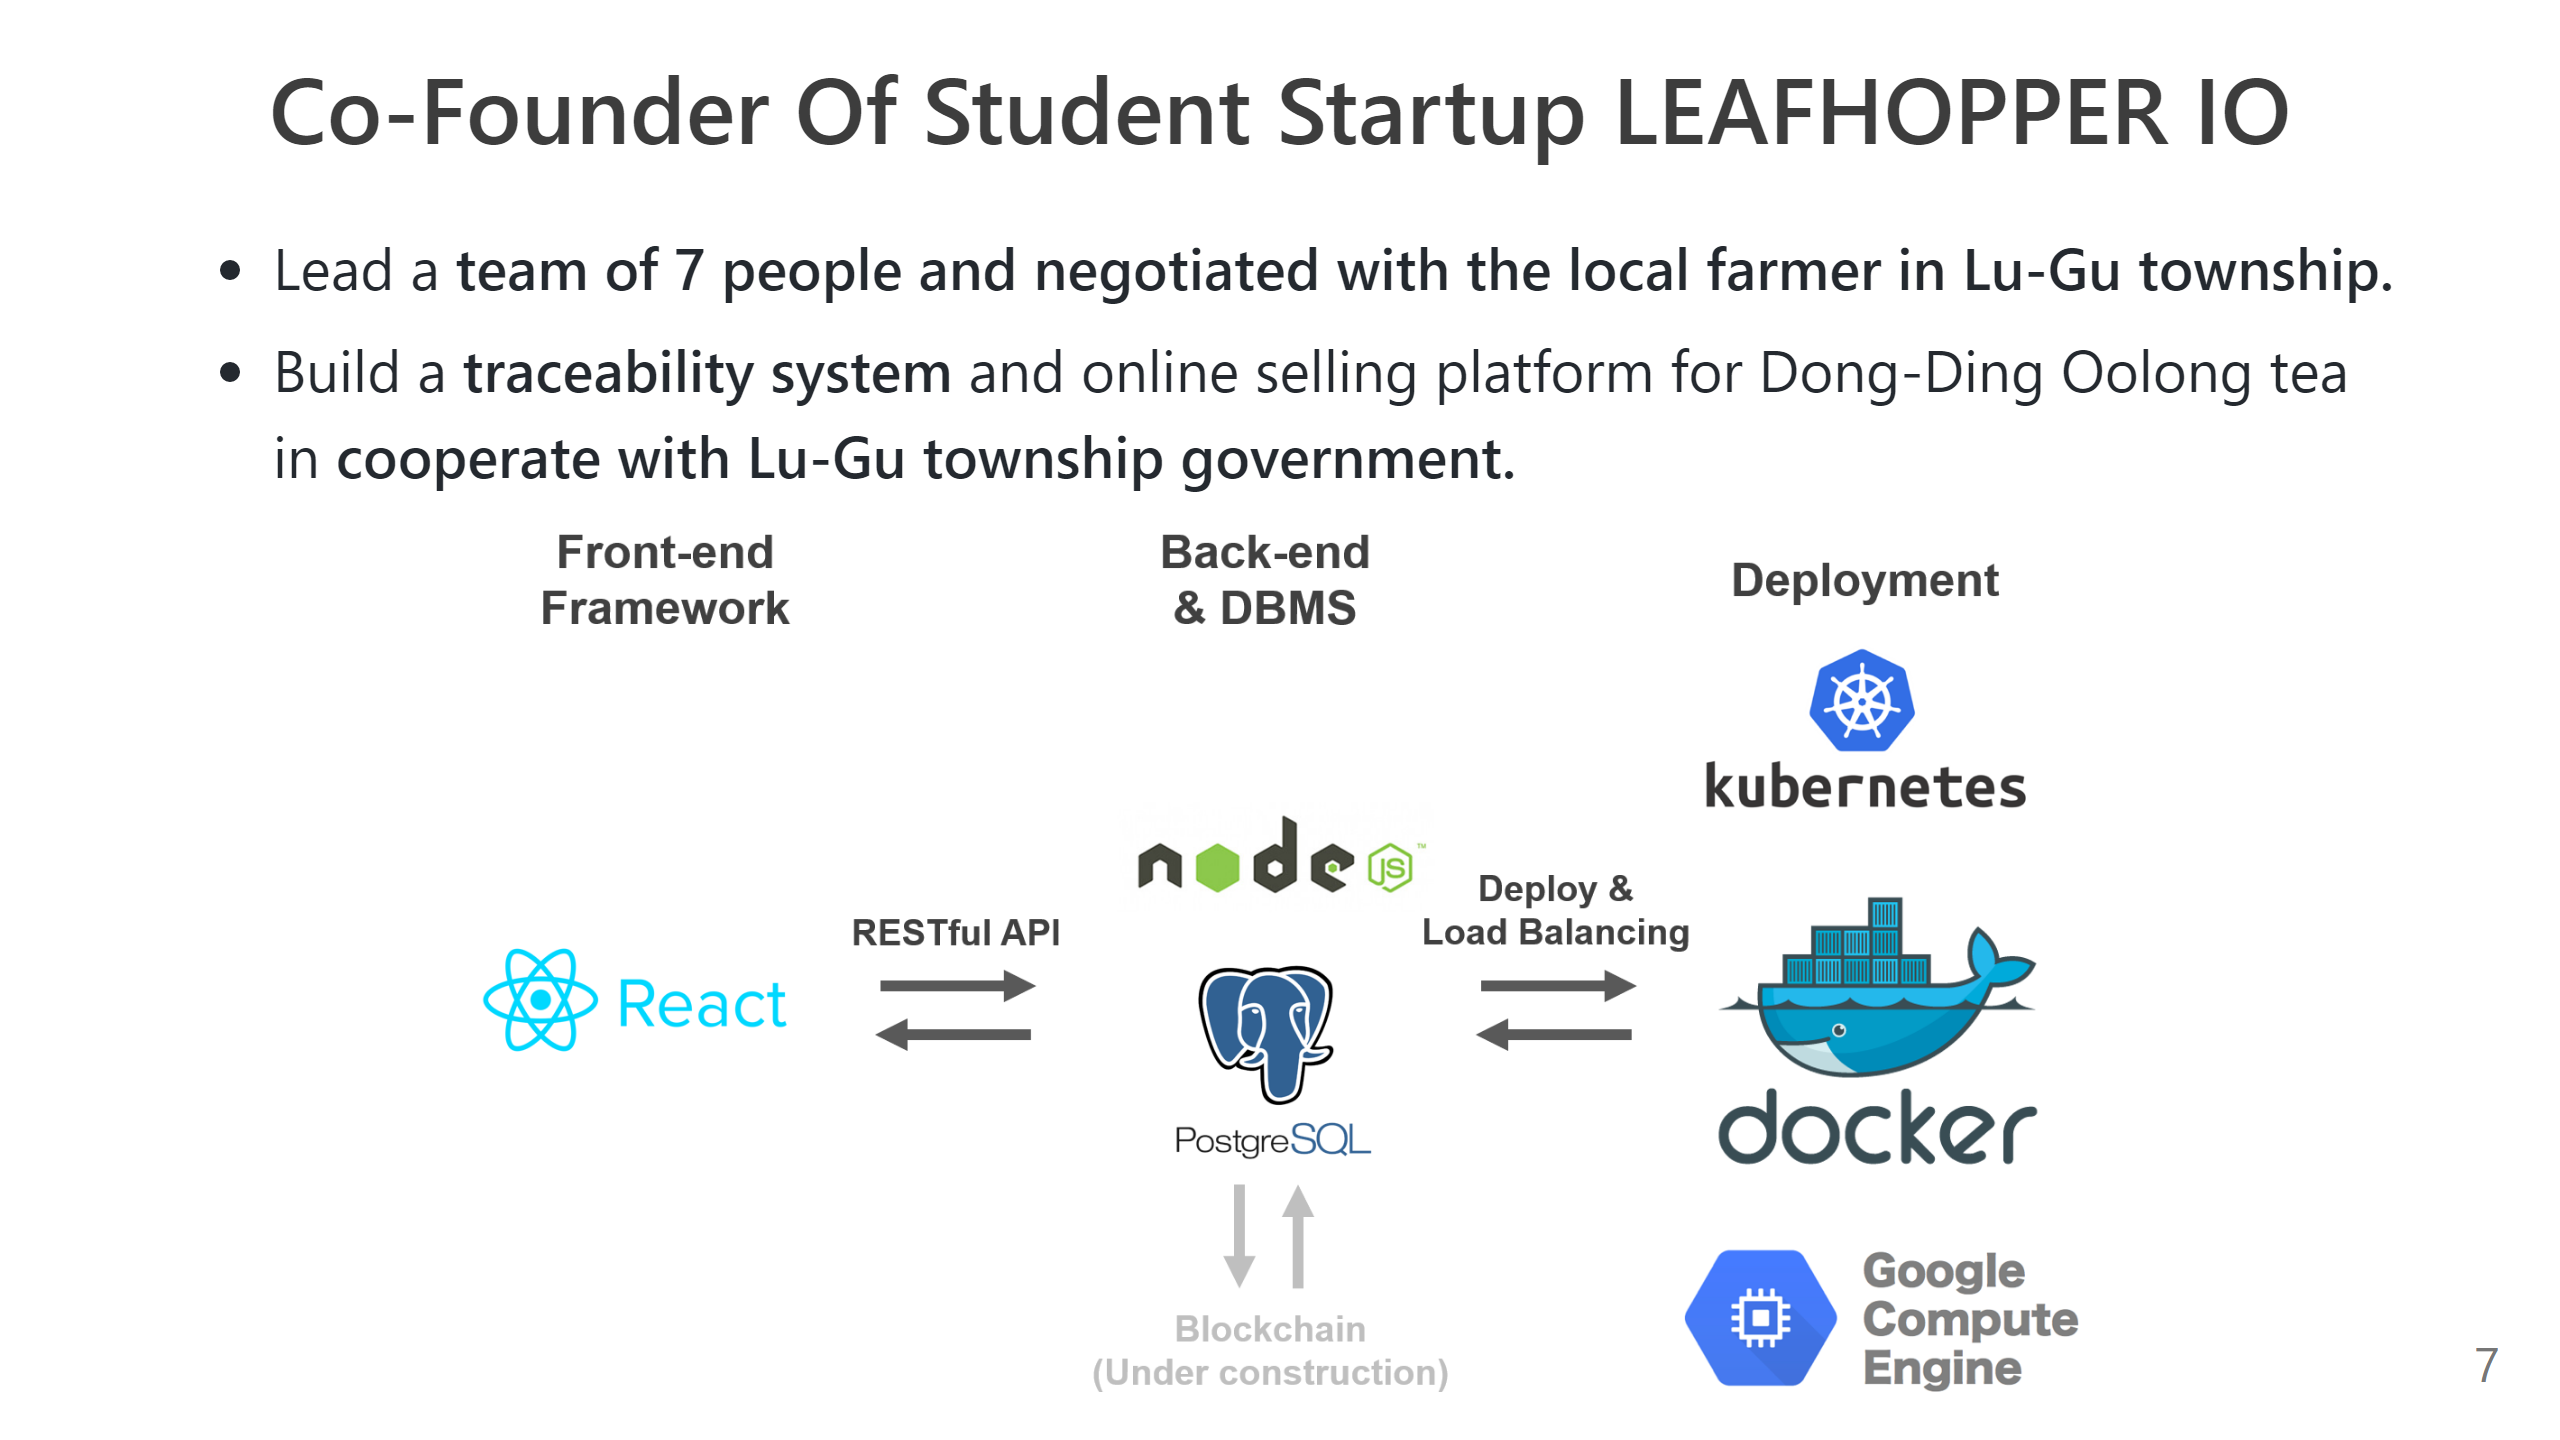 Co-Founder Of Student Startup LEAFHOPPER IO
• Lead a team of 7 people and negotiated with the local farmer in Lu-Gu township.
• Build a traceability system and online selling platform for Dong-Ding Oolong tea
in cooperate with Lu-Gu township government.
Front-end
Framework
Back-end
& DBMS
Deployment
kubernetes
node JS ™
Deploy &
Load Balancing
RESTful API
React
PostgreSQL
docker
Blockchain
(Under construction)
Google
Compute
Engine
7